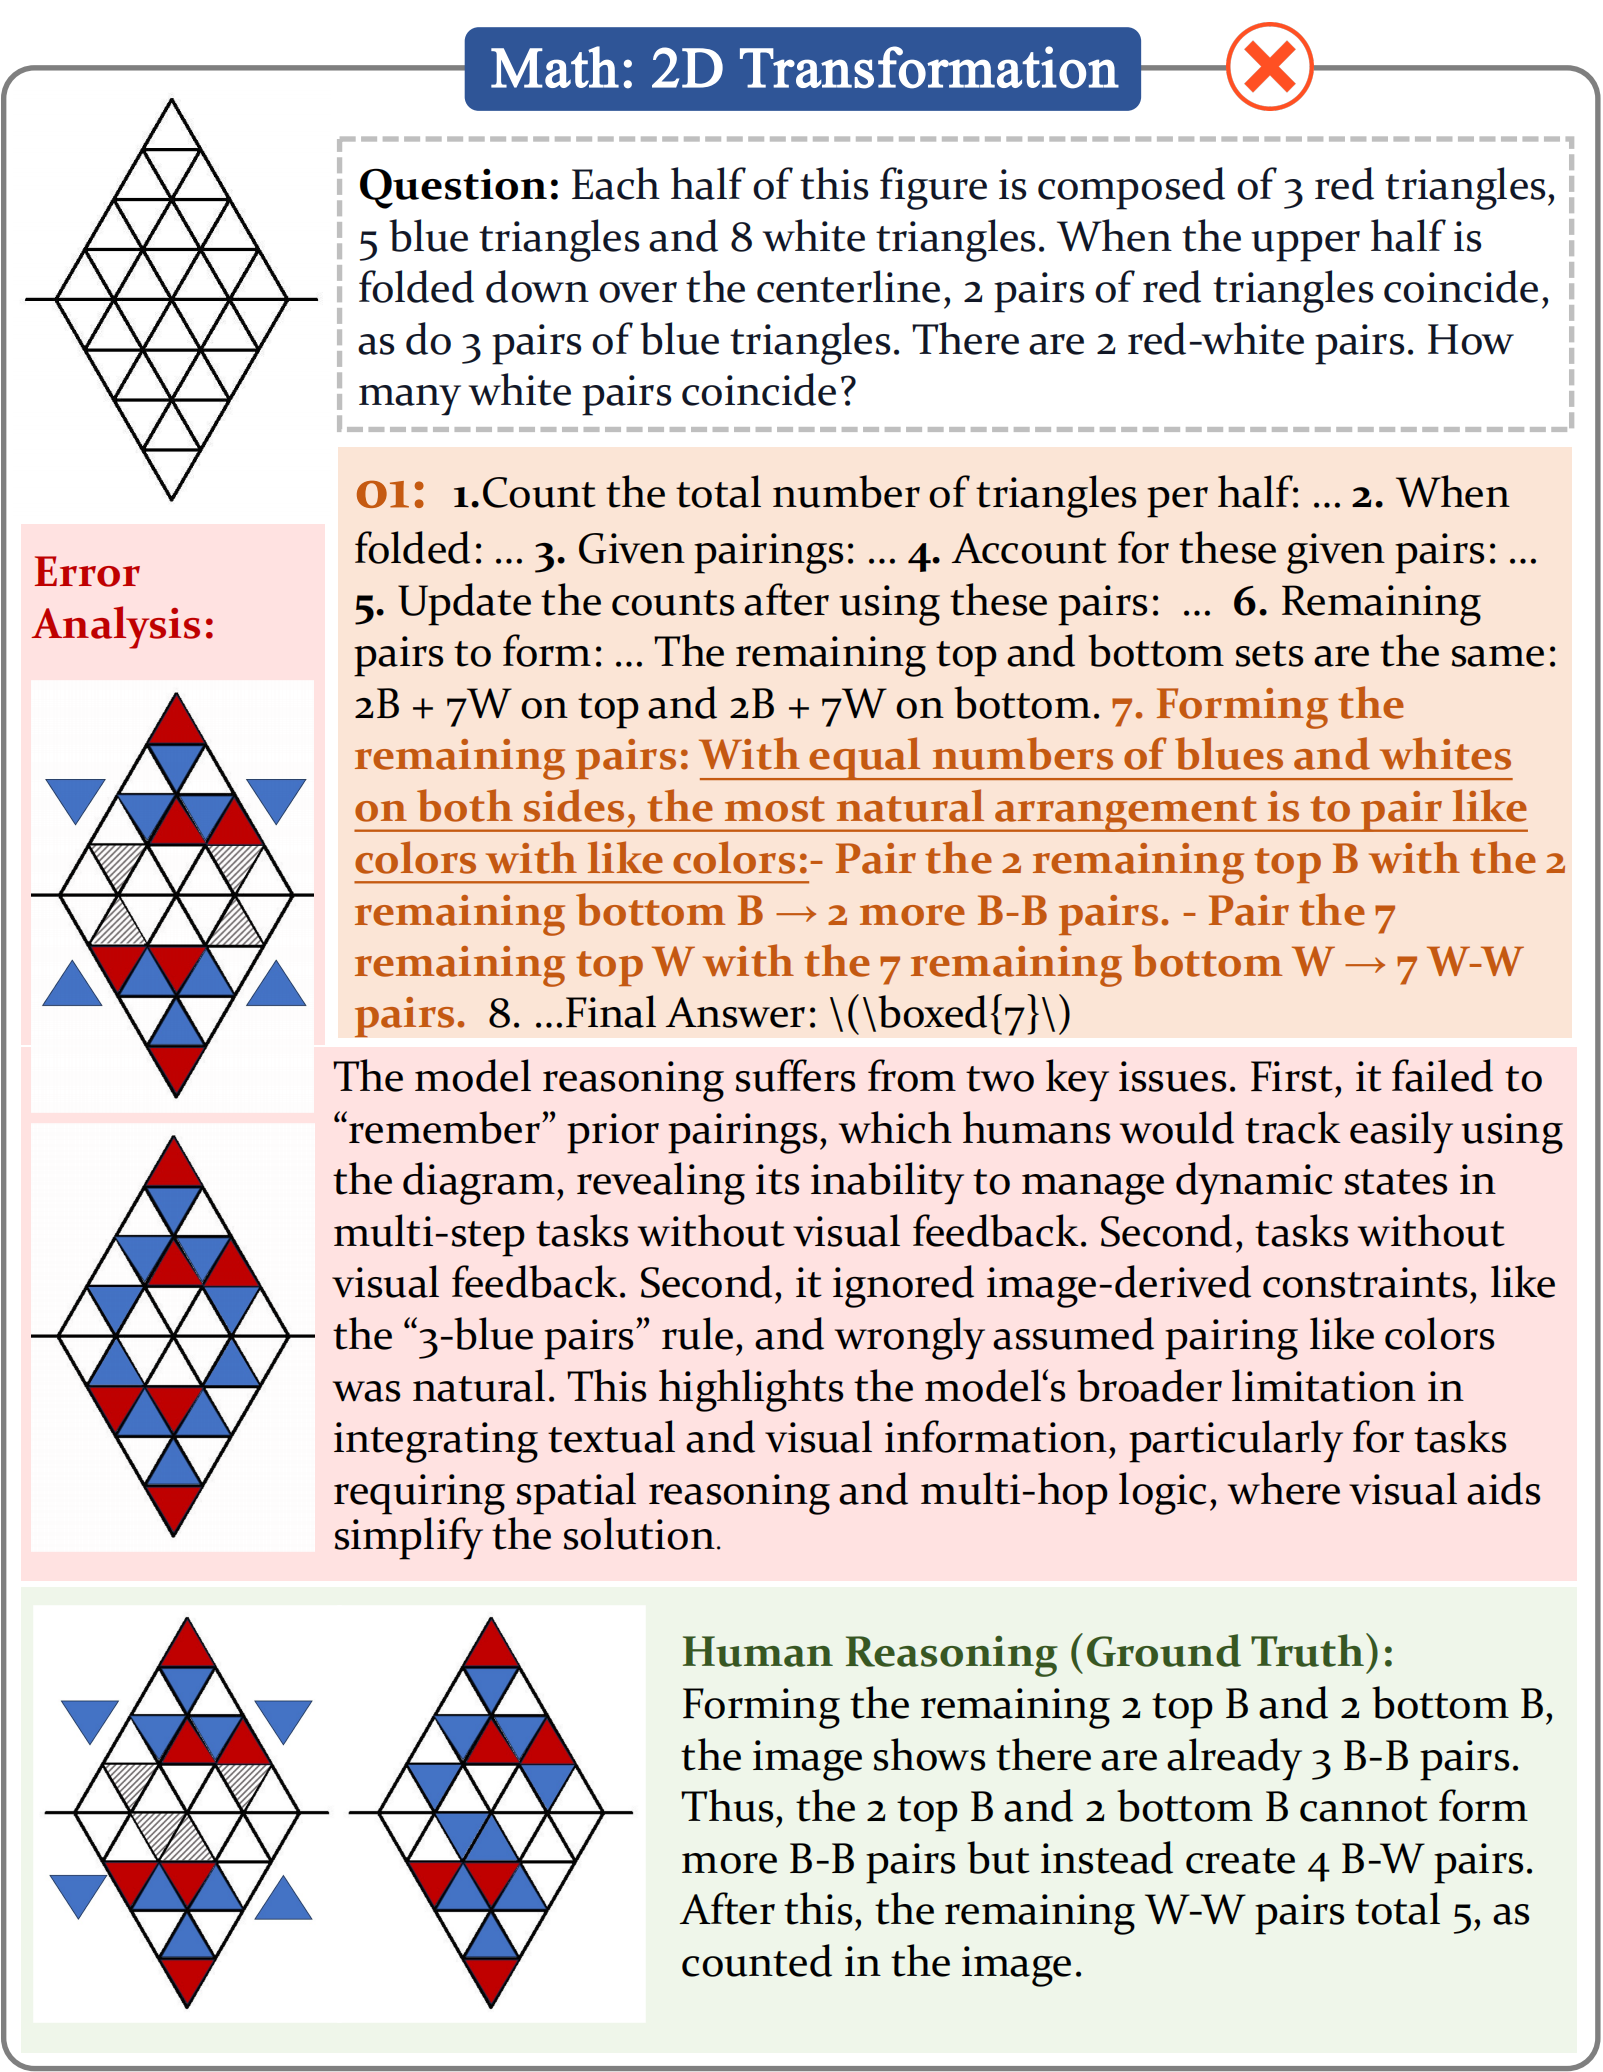 Math: 2D Transformation
Question: Each half of this figure is composed of 3 red triangles,
5 blue triangles and 8 white triangles. When the upper half is
folded down over the centerline, 2 pairs of red triangles coincide,
as do 3 pairs of blue triangles. There are 2 red-white pairs. How
many white pairs coincide?
o1: 1.Count the total number of triangles per half: ... 2. When
folded: ... 3. Given pairings: ... 4. Account for these given pairs: ...
5. Update the counts after using these pairs: ... 6. Remaining
pairs to form: ... The remaining top and bottom sets are the same:
2B + 7W on top and 2B + 7W on bottom. 7. Forming the
remaining pairs: With equal numbers of blues and whites
on both sides, the most natural arrangement is to pair like
colors with like colors:- Pair the 2 remaining top B with the 2
remaining bottom B → 2 more B-B pairs. - Pair the 7
remaining top W with the 7 remaining bottom W → 7 W-W
pairs. 8. ...Final Answer: \(\boxed{7}\)
Error
Analysis:
The model reasoning suffers from two key issues. First, it failed to
“remember” prior pairings, which humans would track easily using
the diagram, revealing its inability to manage dynamic states in
multi-step tasks without visual feedback. Second, tasks without
visual feedback. Second, it ignored image-derived constraints, like
the “3-blue pairs” rule, and wrongly assumed pairing like colors
was natural. This highlights the model‘s broader limitation in
integrating textual and visual information, particularly for tasks
requiring spatial reasoning and multi-hop logic, where visual aids
simplify the solution.
Human Reasoning (Ground Truth):
Forming the remaining 2 top B and 2 bottom B,
the image shows there are already 3 B-B pairs.
Thus, the 2 top B and 2 bottom B cannot form
more B-B pairs but instead create 4 B-W pairs.
After this, the remaining W-W pairs total 5, as
counted in the image.